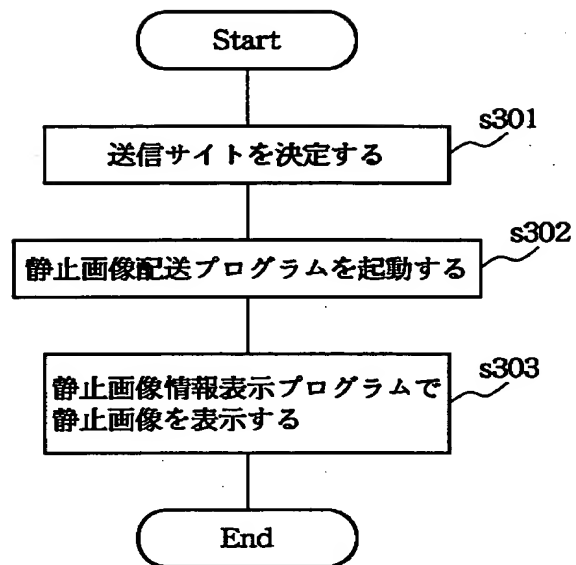 Start
s301
送信サイトを決定する
s302
静止画像配送プログラムを起動する
s303
静止画像情報表示プログラムで
静止画像を表示する
End